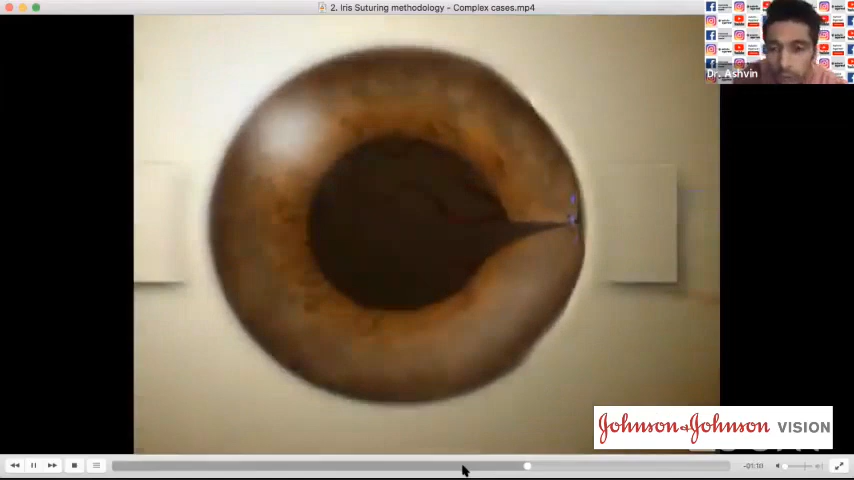 2. Iris Suturing methodology - Complex cases.mp4
Dr. Ashvin
Johnson & Johnson VISION
-01:10